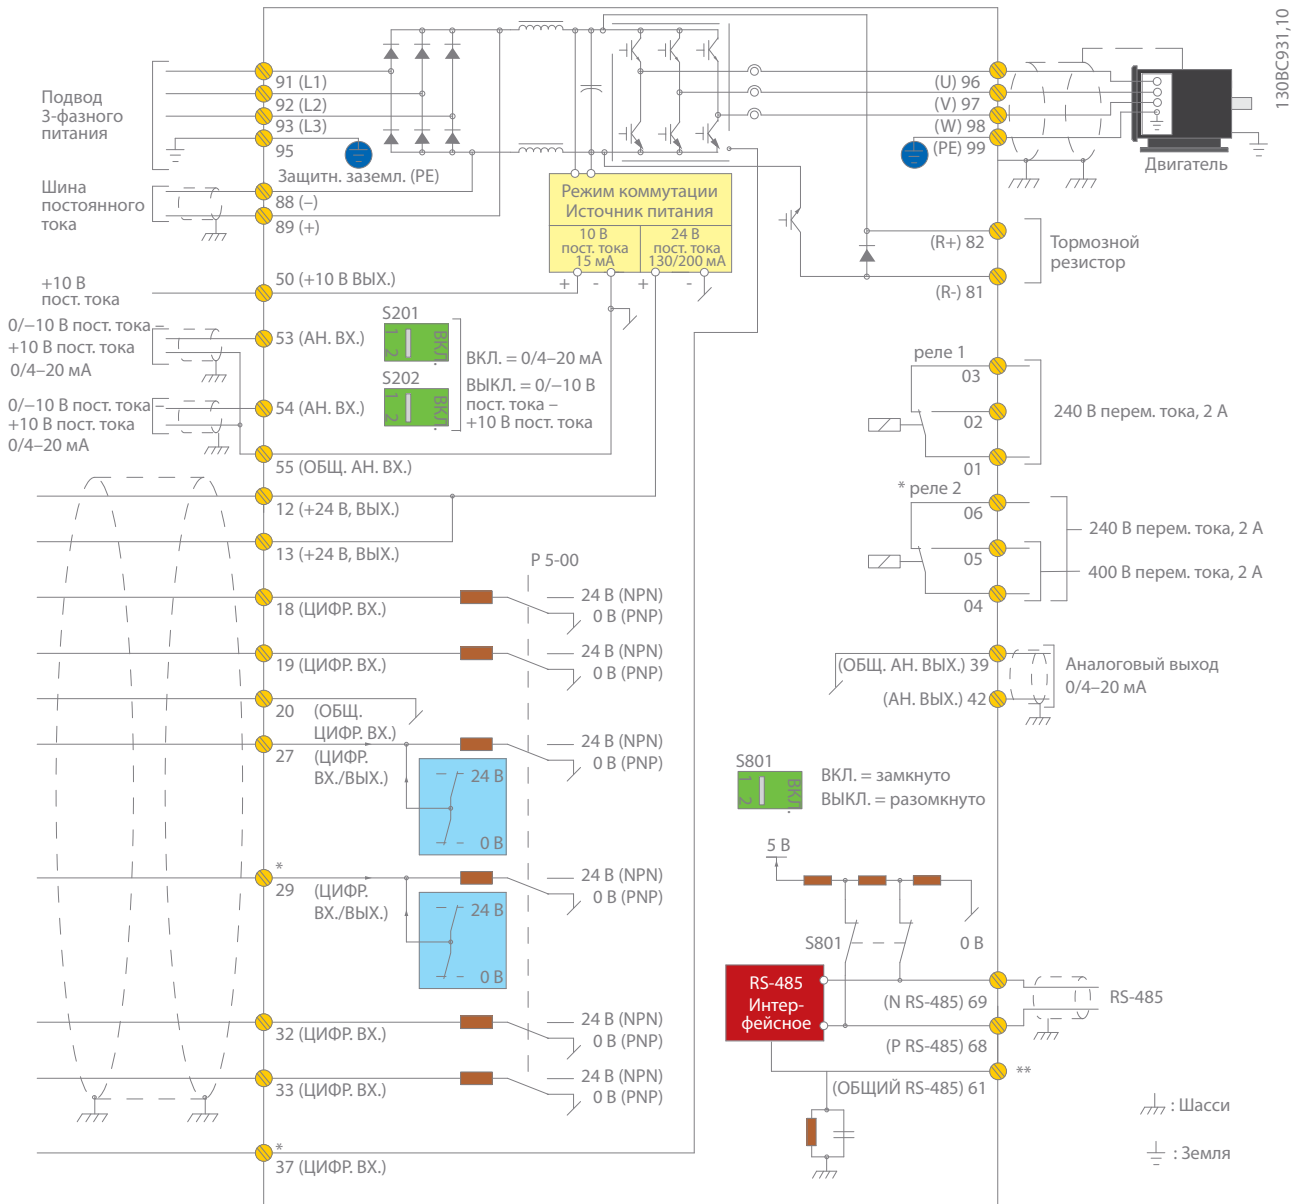 130BC931,10
Подвод
3-фазного
питания
91 (L1)
92 (L2)
93 (L3)
95
Защитн. заземл. (PE)
Шина
постоянного
тока
88 (–)
89 (+)
+10 В
пост. тока
50 (+10 В ВЫХ.)
Режим коммутации
Источник питания
10 В
пост. тока
15 мА
24 В
пост. тока
130/200 мА
+ - + -
(U) 96
(V) 97
(W) 98
(PE) 99
Двигатель
(R+) 82
(R-) 81
Тормозной
резистор
0/–10 В пост. тока –
+10 В пост. тока
0/4–20 мА
53 (АН. ВХ.)
S201
1 2 ВКЛ.
S202
1 2 ВКЛ.
ВКЛ. = 0/4–20 мА
ВЫКЛ. = 0/–10 В
пост. тока –
+10 В пост. тока
0/–10 В пост. тока –
+10 В пост. тока
0/4–20 мА
54 (АН. ВХ.)
55 (ОБЩ. АН. ВХ.)
реле 1
03
02
01
240 В перем. тока, 2 А
* реле 2
06
05
04
240 В перем. тока, 2 А
400 В перем. тока, 2 А
12 (+24 В, ВЫХ.)
13 (+24 В, ВЫХ.)
P 5-00
18 (ЦИФР. ВХ.)
24 В (NPN)
0 В (PNP)
19 (ЦИФР. ВХ.)
24 В (NPN)
0 В (PNP)
20
(ОБЩ.
ЦИФР. ВХ.)
27
(ЦИФР.
ВХ./ВЫХ.)
24 В (NPN)
0 В (PNP)
24 В
0 В
*
29
(ЦИФР.
ВХ./ВЫХ.)
24 В (NPN)
0 В (PNP)
24 В
0 В
32 (ЦИФР. ВХ.)
24 В (NPN)
0 В (PNP)
33 (ЦИФР. ВХ.)
24 В (NPN)
0 В (PNP)
*
37 (ЦИФР. ВХ.)
(ОБЩ. АН. ВЫХ.) 39
(АН. ВЫХ.) 42
Аналоговый выход
0/4–20 мА
S801
1 2 ВКЛ.
ВКЛ. = замкнуто
ВЫКЛ. = разомкнуто
5 В
S801
0 В
RS-485
Интер-
фейсное
(N RS-485) 69
(P RS-485) 68
RS-485
(ОБЩИЙ RS-485) 61
**
: Шасси
: Земля